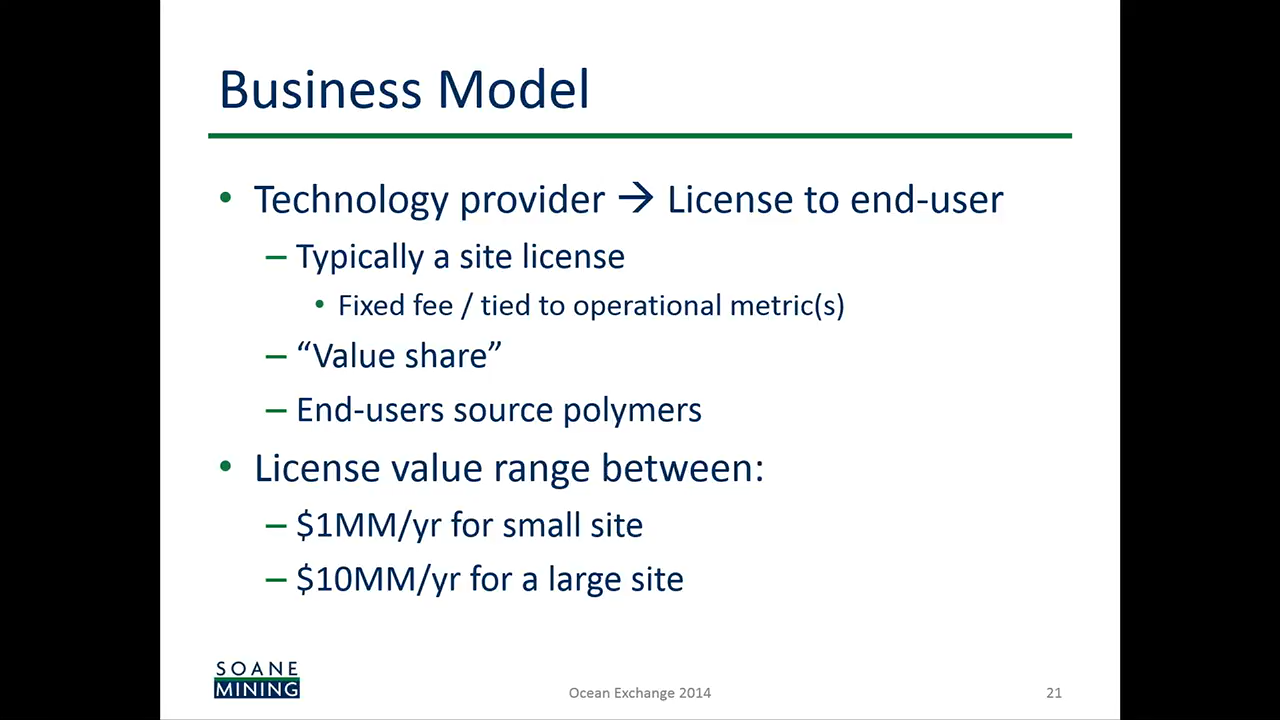 Business Model
• Technology provider → License to end-user
– Typically a site license
• Fixed fee / tied to operational metric(s)
– “Value share”
– End-users source polymers
• License value range between:
– $1MM/yr for small site
– $10MM/yr for a large site
SOANE
MINING
Ocean Exchange 2014
21